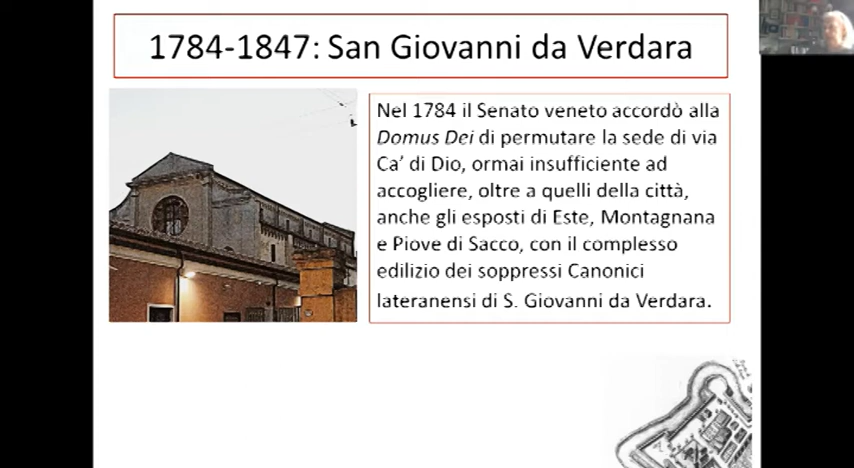 1784-1847: San Giovanni da Verdara
Nel 1784 il Senato veneto accordò alla
Domus Dei di permutare la sede di via
Ca’ di Dio, ormai insufficiente ad
accogliere, oltre a quelli della città,
anche gli esposti di Este, Montagnana
e Piove di Sacco, con il complesso
edilizio dei soppressi Canonici
lateranensi di S. Giovanni da Verdara.